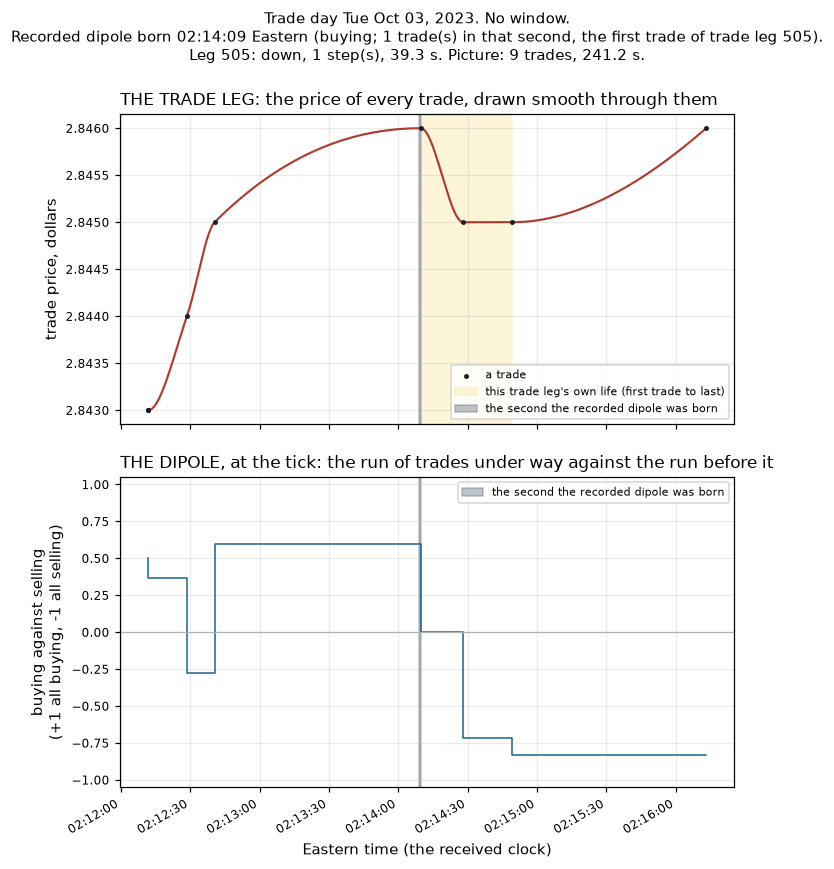 Trade day Tue Oct 03, 2023. No window.
Recorded dipole born 02:14:09 Eastern (buying; 1 trade(s) in that second, the first trade of trade leg 505).
Leg 505: down, 1 step(s), 39.3 s. Picture: 9 trades, 241.2 s.
THE TRADE LEG: the price of every trade, drawn smooth through them
trade price, dollars
2.8460
2.8455
2.8450
2.8445
2.8440
2.8435
2.8430
a trade
this trade leg's own life (first trade to last)
the second the recorded dipole was born
THE DIPOLE, at the tick: the run of trades under way against the run before it
buying against selling
(+1 all buying, -1 all selling)
1.00
0.75
0.50
0.25
0.00
−0.25
−0.50
−0.75
−1.00
the second the recorded dipole was born
02:12:00
02:12:30
02:13:00
02:13:30
02:14:00
02:14:30
02:15:00
02:15:30
02:16:00
Eastern time (the received clock)